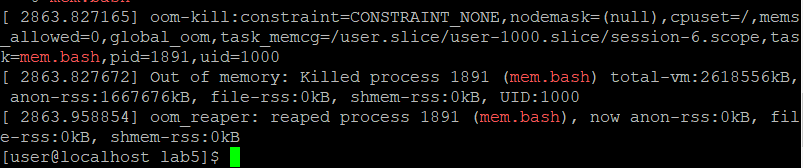 mem.bash
[ 2863.827165] oom-kill:constraint=CONSTRAINT_NONE,nodemask=(null),cpuset=/,mems
_allowed=0,global_oom,task_memcg=/user.slice/user-1000.slice/session-6.scope,tas
k=mem.bash,pid=1891,uid=1000
[ 2863.827672] Out of memory: Killed process 1891 (mem.bash) total-vm:2618556kB,
 anon-rss:1667676kB, file-rss:0kB, shmem-rss:0kB, UID:1000
[ 2863.958854] oom_reaper: reaped process 1891 (mem.bash), now anon-rss:0kB, fil
e-rss:0kB, shmem-rss:0kB
[user@localhost lab5]$